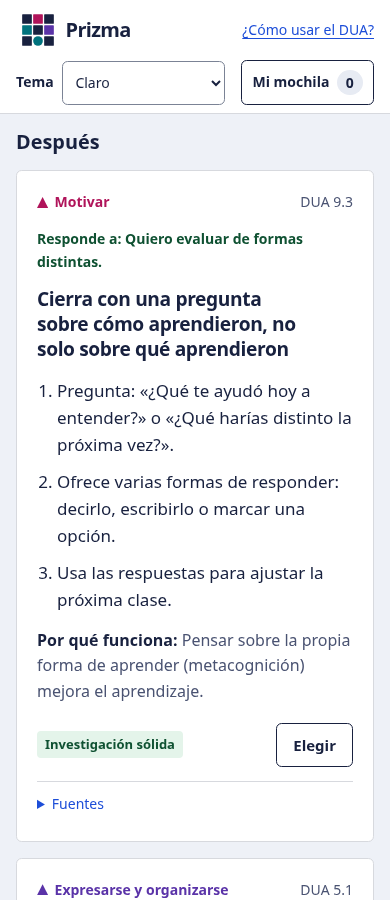 Prizma
¿Cómo usar el DUA?
Tema
Claro
Mi mochila 0
Después
Motivar
DUA 9.3
Responde a: Quiero evaluar de formas
distintas.
Cierra con una pregunta
sobre cómo aprendieron, no
solo sobre qué aprendieron
1. Pregunta: «¿Qué te ayudó hoy a
entender?» o «¿Qué harías distinto la
próxima vez?».
2. Ofrece varias formas de responder:
decirlo, escribirlo o marcar una
opción.
3. Usa las respuestas para ajustar la
próxima clase.
Por qué funciona: Pensar sobre la propia
forma de aprender (metacognición)
mejora el aprendizaje.
Investigación sólida
Elegir
Fuentes
Expresarse y organizarse
DUA 5.1